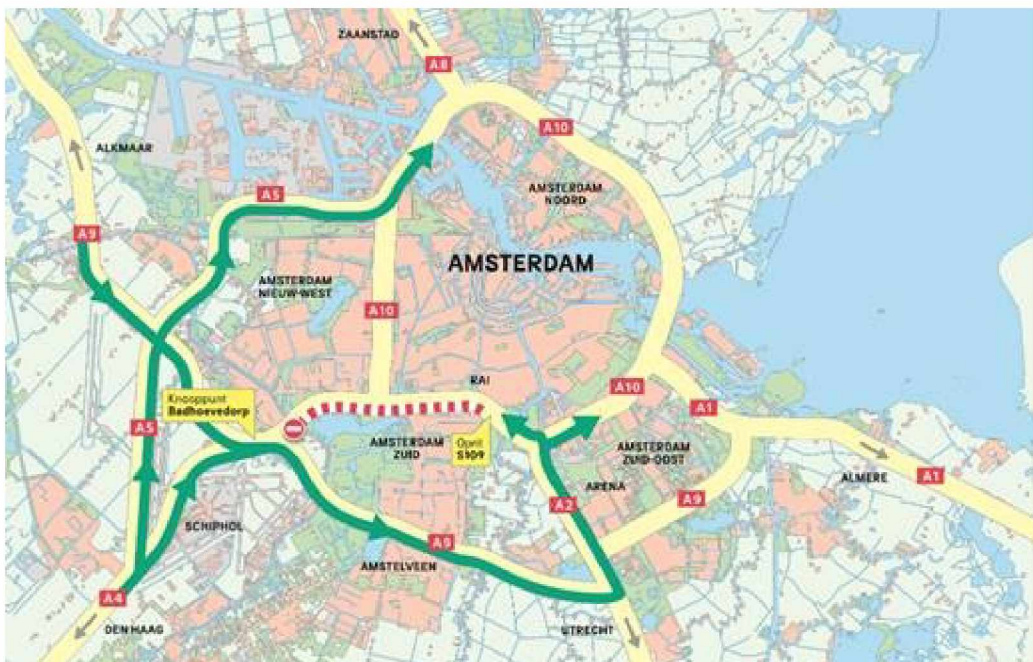 ZAANSTAD
A8
A10
ALKMAAR
A5
AMSTERDAM
NOORD
A9
AMSTERDAM
AMSTERDAM
NIEUW-WEST
A10
RAI
A10
Knooppunt
Badhoevedorp
A1
A5
AMSTERDAM
ZUID
Oprit
S109
AMSTERDAM
ZUID-OOST
ALMERE
A1
ARENA
A2
A9
SCHIPHOL
A9
AMSTELVEEN
A4
DEN HAAG
UTRECHT